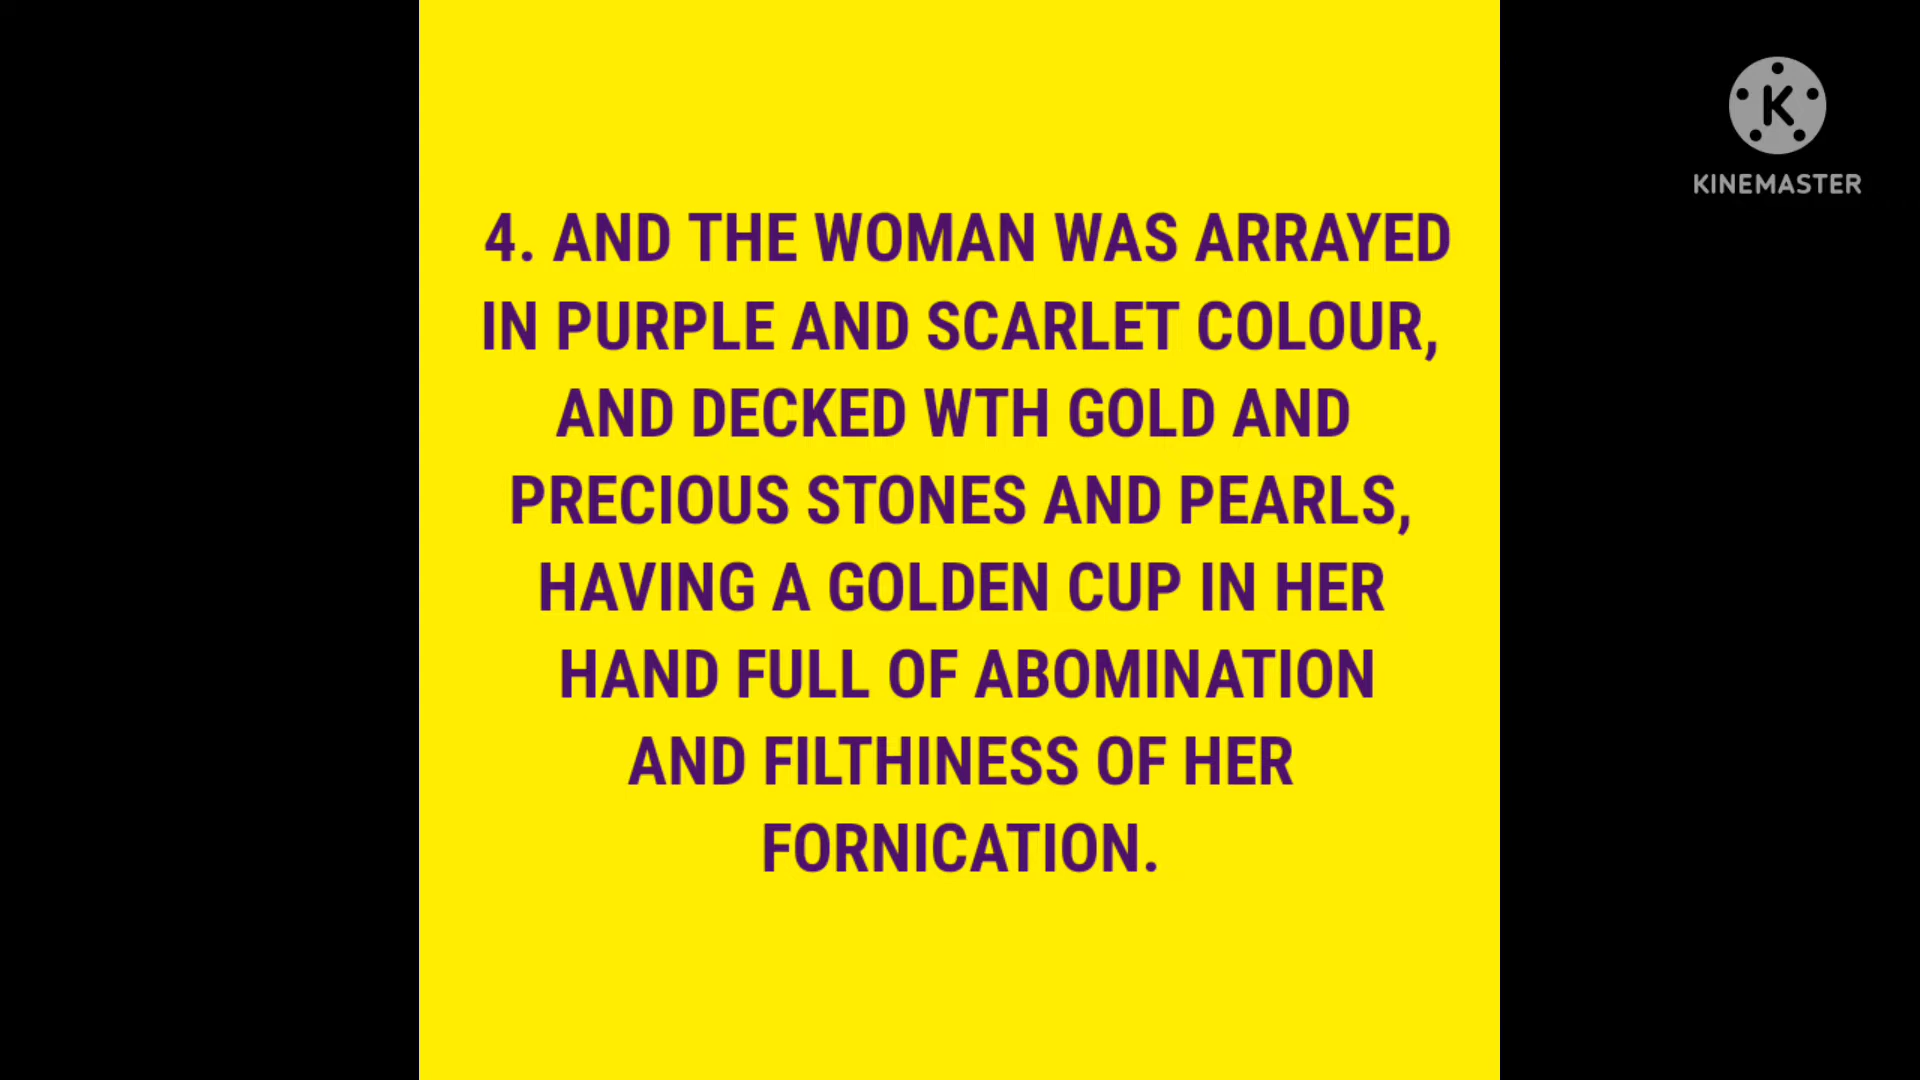 4. AND THE WOMAN WAS ARRAYED
IN PURPLE AND SCARLET COLOUR,
AND DECKED WTH GOLD AND
PRECIOUS STONES AND PEARLS,
HAVING A GOLDEN CUP IN HER
HAND FULL OF ABOMINATION
AND FILTHINESS OF HER
FORNICATION.
K
KINEMASTER